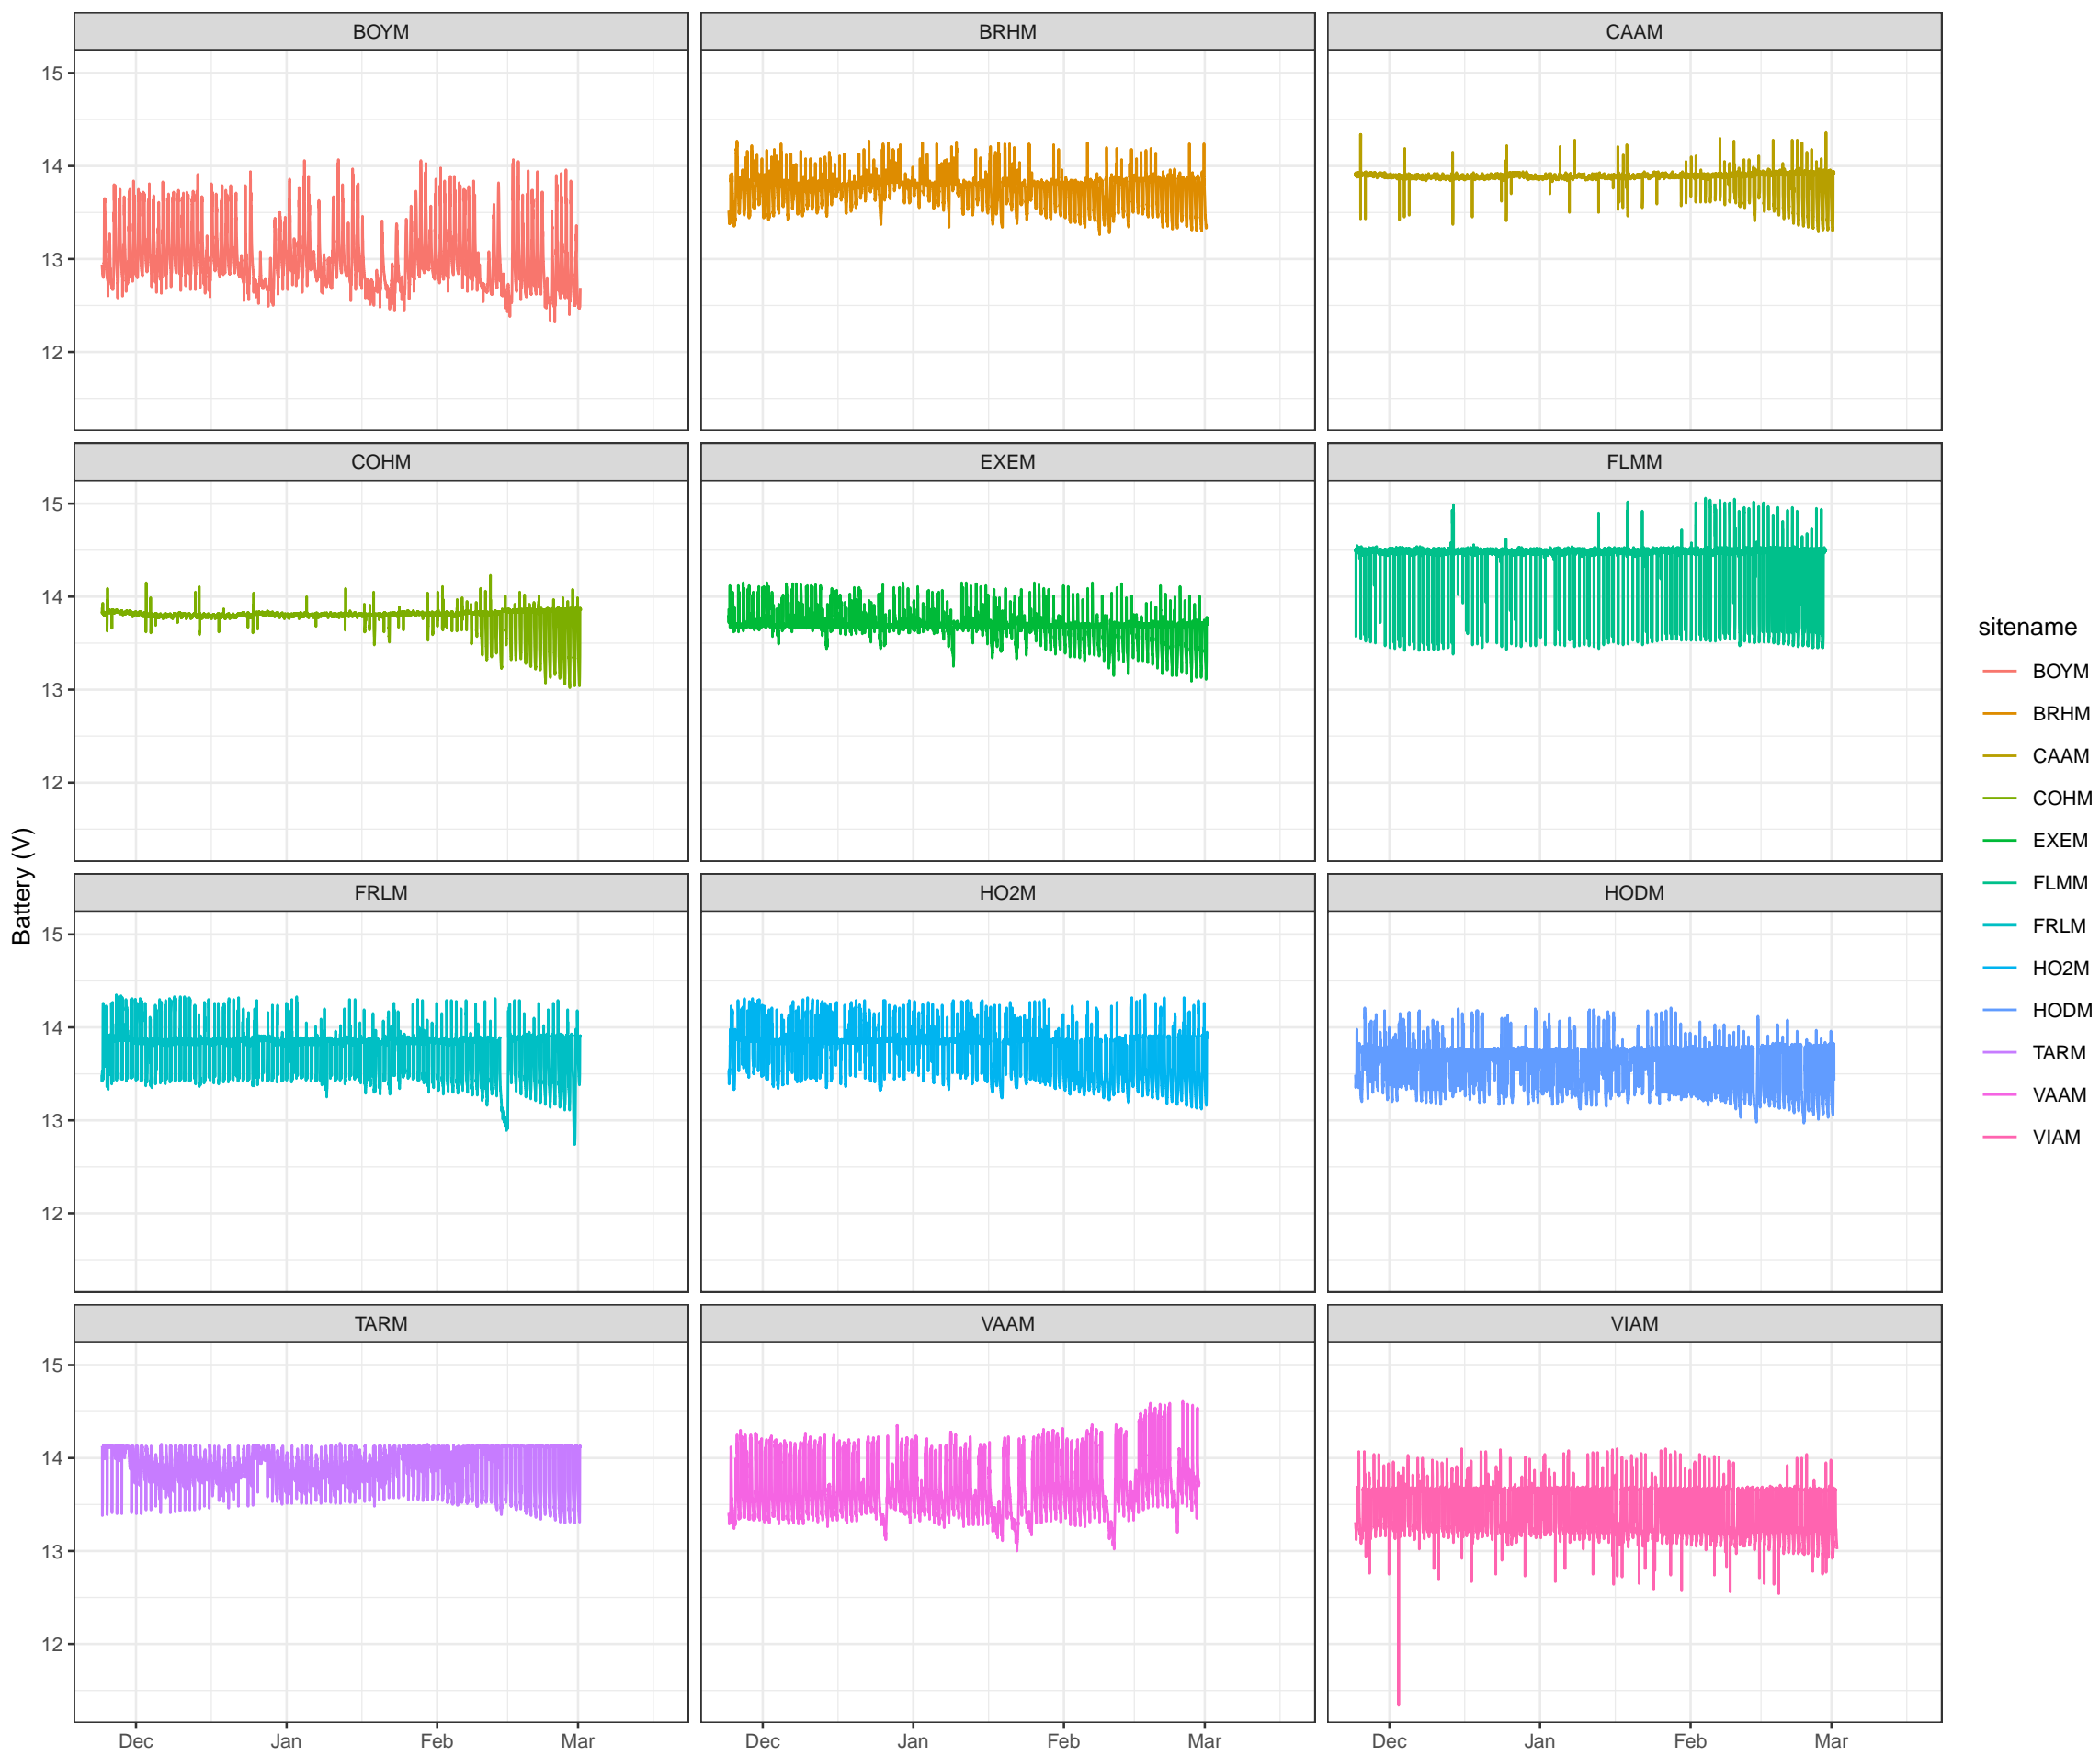 BOYM BRHM CAAM
15
14
13
12
COHM EXEM FLMM
15
14
13
12
FRLM HO2M HODM
15
14
13
12
TARM VAAM VIAM
15
14
13
12
Dec Jan Feb Mar Dec Jan Feb Mar Dec Jan Feb Mar
Battery (V)
sitename
BOYM
BRHM
CAAM
COHM
EXEM
FLMM
FRLM
HO2M
HODM
TARM
VAAM
VIAM